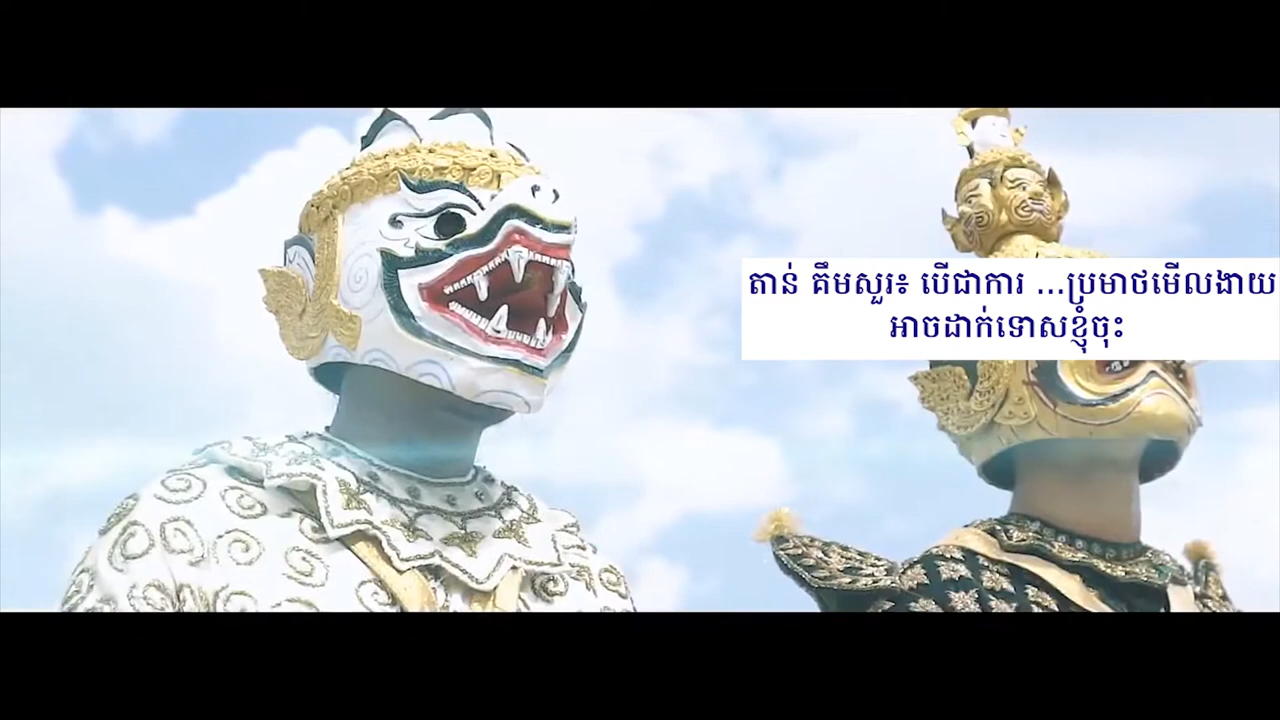 តាន់ គឹមសួរ៖ បើជាការ ...ប្រមាថមើលងាយ
អាចដាក់ទោសខ្ញុំចុះ